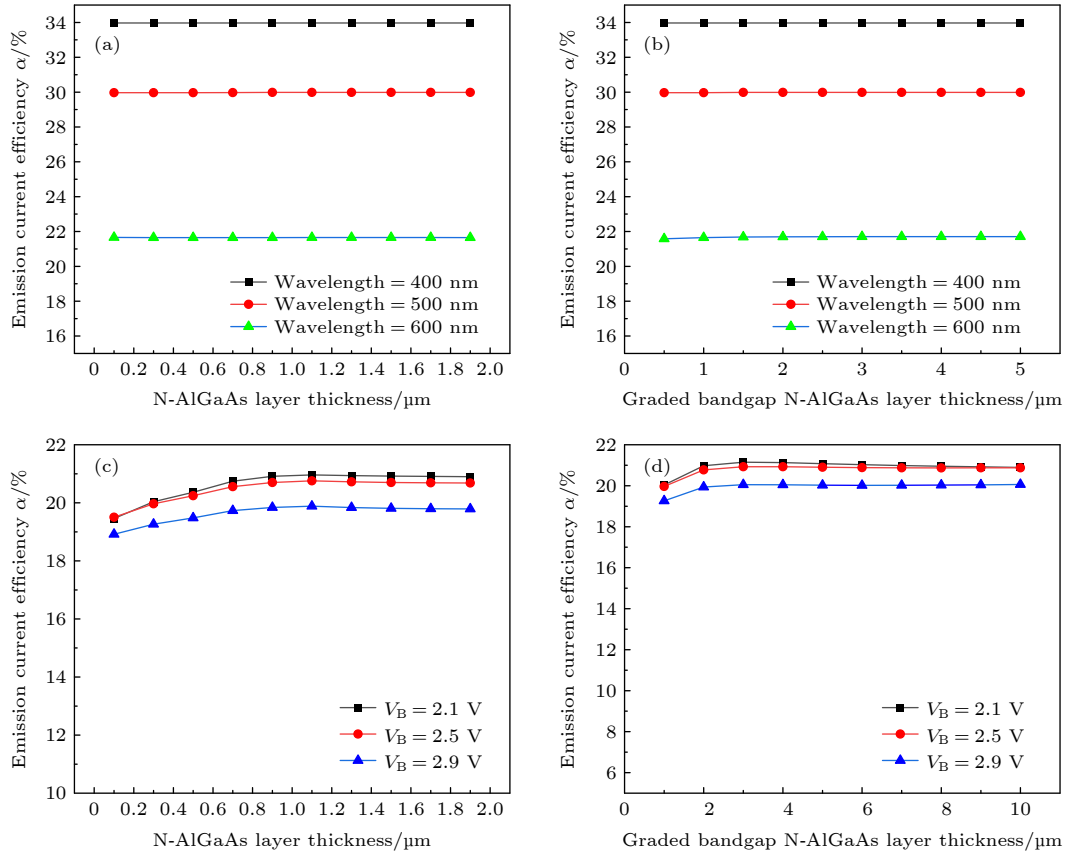 34
32
30
28
26
24
22
20
18
16
Emission current efficiency α/%
(a)
Wavelength = 400 nm
Wavelength = 500 nm
Wavelength = 600 nm
0 0.2 0.4 0.6 0.8 1.0 1.2 1.4 1.6 1.8 2.0
N-AlGaAs layer thickness/μm
34
32
30
28
26
24
22
20
18
16
Emission current efficiency α/%
(b)
Wavelength = 400 nm
Wavelength = 500 nm
Wavelength = 600 nm
0 1 2 3 4 5
Graded bandgap N-AlGaAs layer thickness/μm
22
20
18
16
14
12
10
Emission current efficiency α/%
(c)
VB = 2.1 V
VB = 2.5 V
VB = 2.9 V
0 0.2 0.4 0.6 0.8 1.0 1.2 1.4 1.6 1.8 2.0
N-AlGaAs layer thickness/μm
22
20
18
16
14
12
21
8
6
Emission current efficiency α/%
(d)
VB = 2.1 V
VB = 2.5 V
VB = 2.9 V
0 2 4 6 8 10
Graded bandgap N-AlGaAs layer thickness/μm